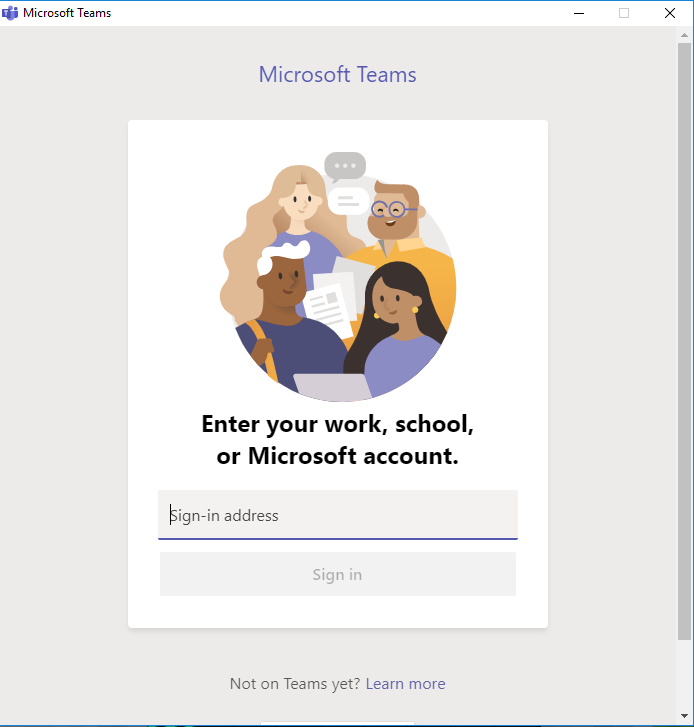 Microsoft Teams
Microsoft Teams
Enter your work, school,
or Microsoft account.
Sign-in address
Sign in
Not on Teams yet? Learn more